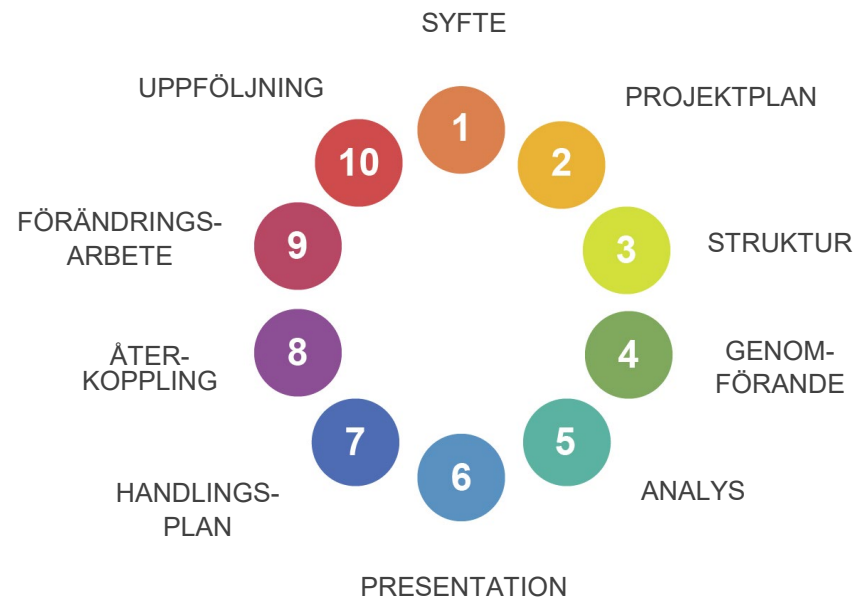 SYFTE
1
PROJEKTPLAN
2
STRUKTUR
3
GENOM-
FÖRANDE
4
ANALYS
5
PRESENTATION
6
HANDLINGS-
PLAN
7
ÅTER-
KOPPLING
8
FÖRÄNDRINGS-
ARBETE
9
UPPFÖLJNING
10